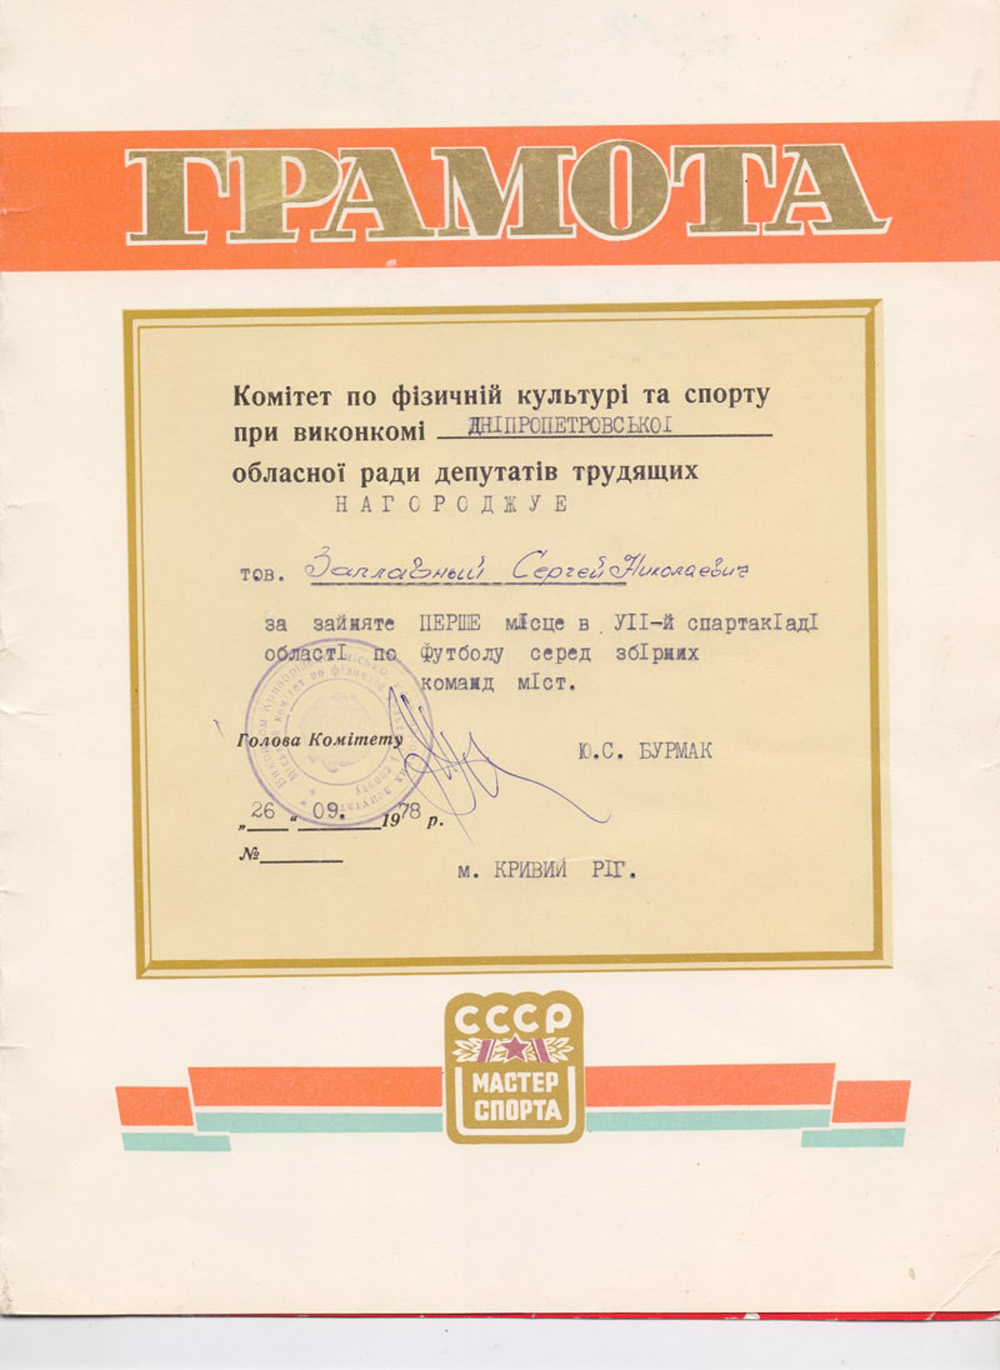 ГРАМОТА
Комітет по фізичній культурі та спорту
при виконкомі ДНІПРОПЕТРОВСЬКОЇ
обласної ради депутатів трудящих
НАГОРОДЖУЕ
тов. Заплавный Сергей Николаевич
за зайняте ПЕРШЕ мІсце в УІІ-й спартакІадІ
областІ по Футболу серед збІрних
команд мІст.
Голова Комітету Ю.С. БУРМАК
„26“ 09. 1978 р.
№
м. КРИВИЙ РІГ.
СССР
МАСТЕР
СПОРТА